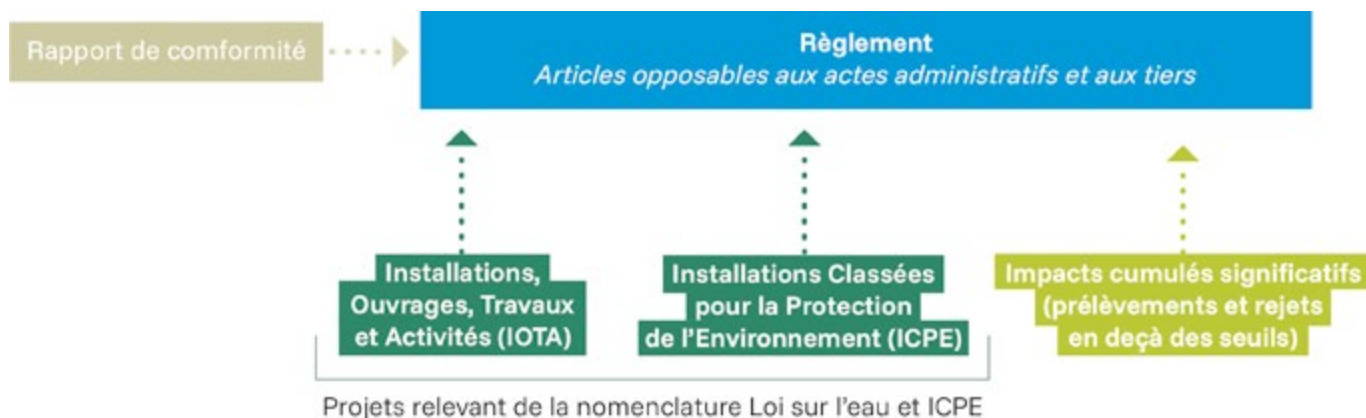 Rapport de comformité
Règlement
Articles opposables aux actes administratifs et aux tiers
Installations,
Ouvrages, Travaux
et Activités (IOTA)
Installations Classées
pour la Protection
de l'Environnement (ICPE)
Impacts cumulés significatifs
(prélèvements et rejets
en deçà des seuils)
Projets relevant de la nomenclature Loi sur l'eau et ICPE